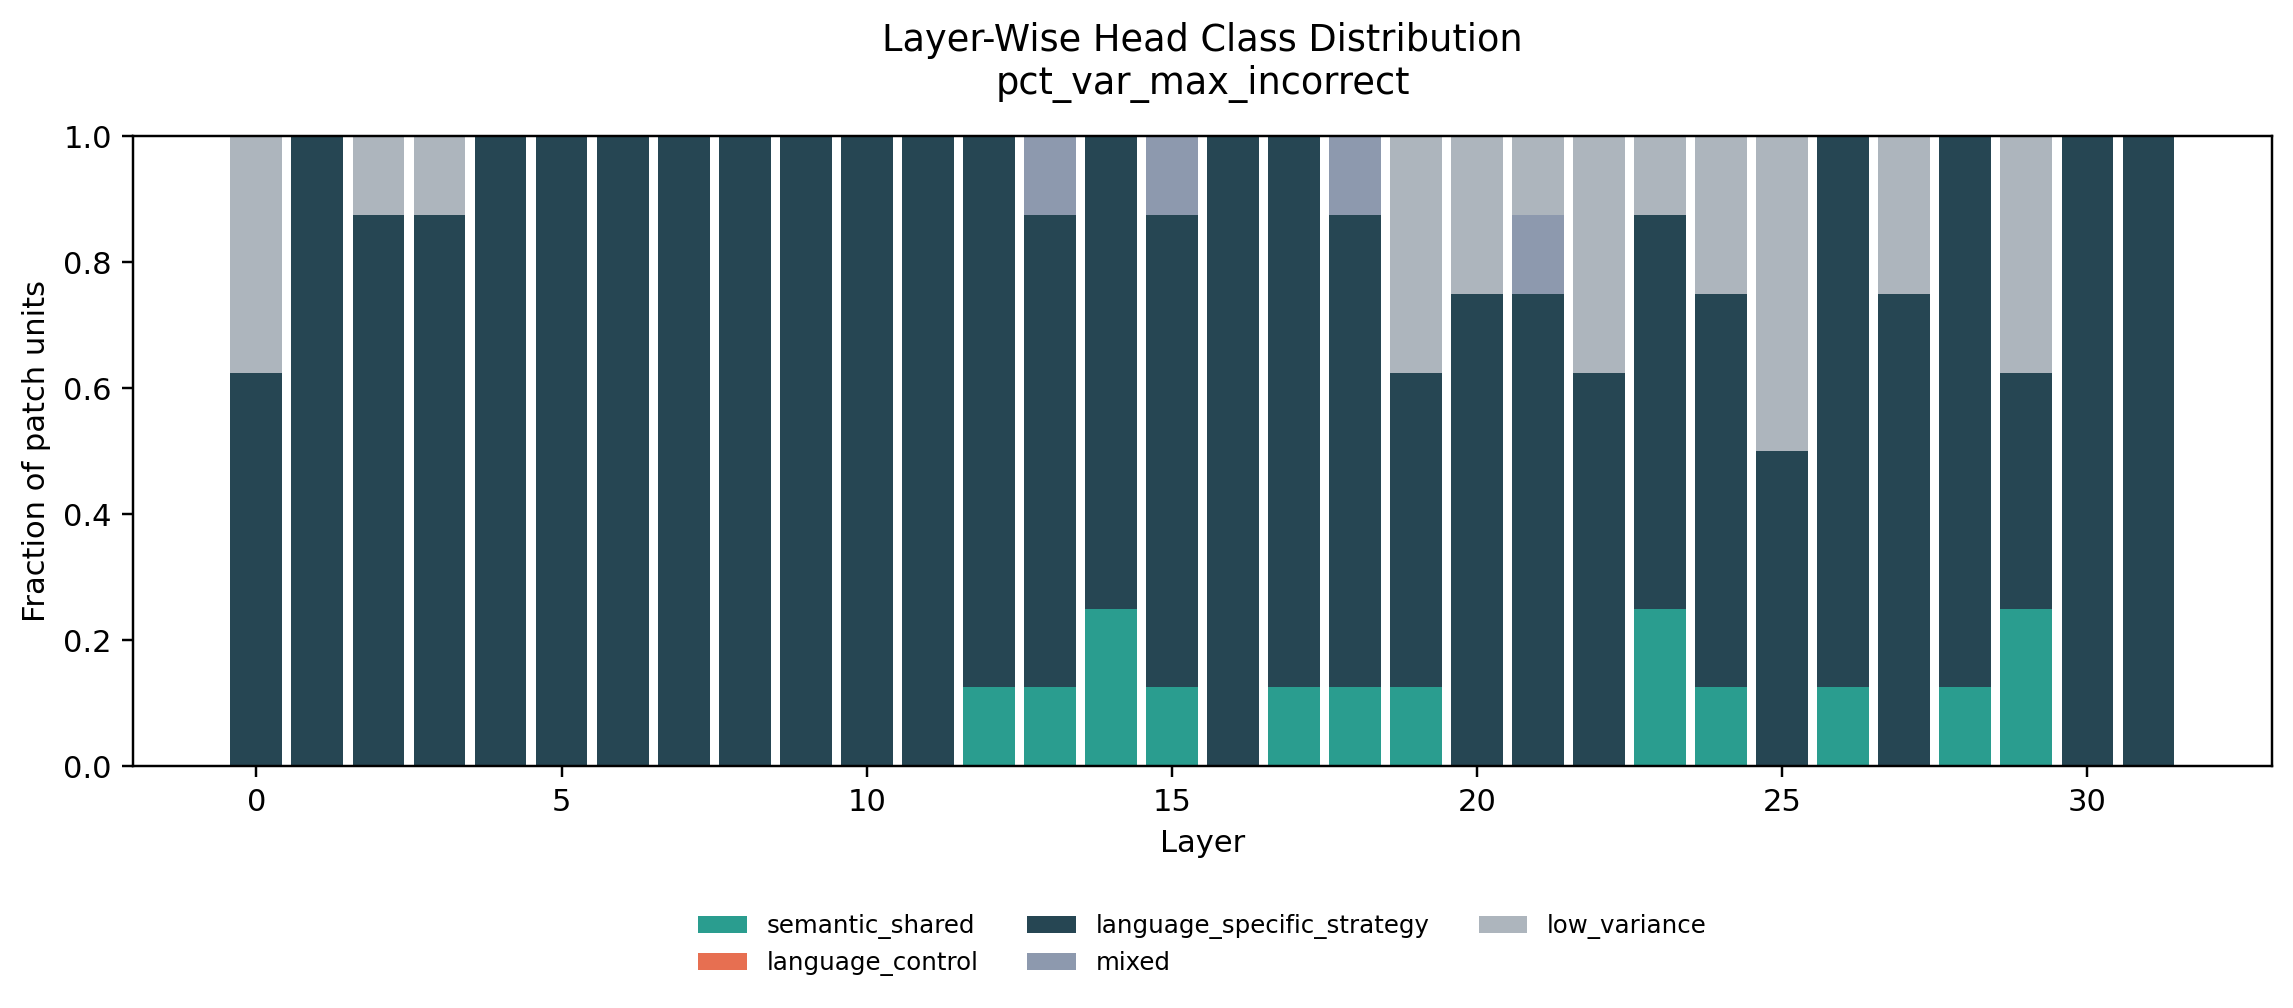 Layer-Wise Head Class Distribution
pct_var_max_incorrect
Fraction of patch units
1.0
0.8
0.6
0.4
0.2
0.0
0 5 10 15 20 25 30
Layer
semantic_shared language_specific_strategy low_variance
language_control mixed